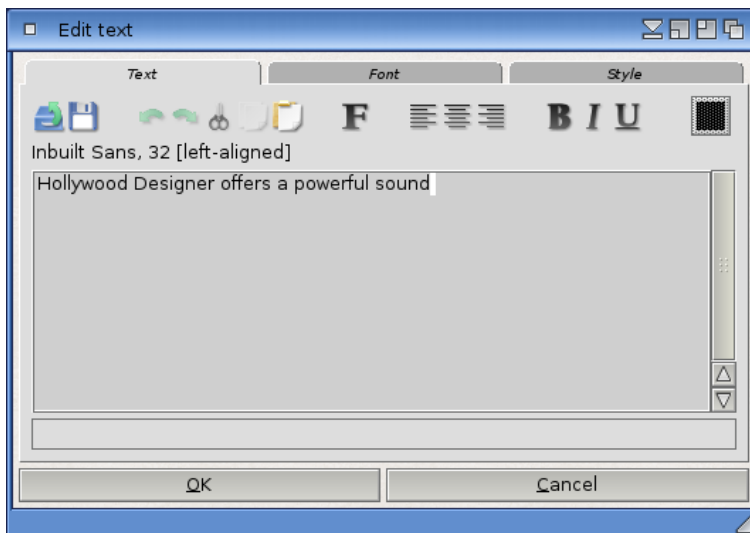 Edit text
Text Font Style
F B I U
Inbuilt Sans, 32 [left-aligned]
Hollywood Designer offers a powerful sound
OK Cancel